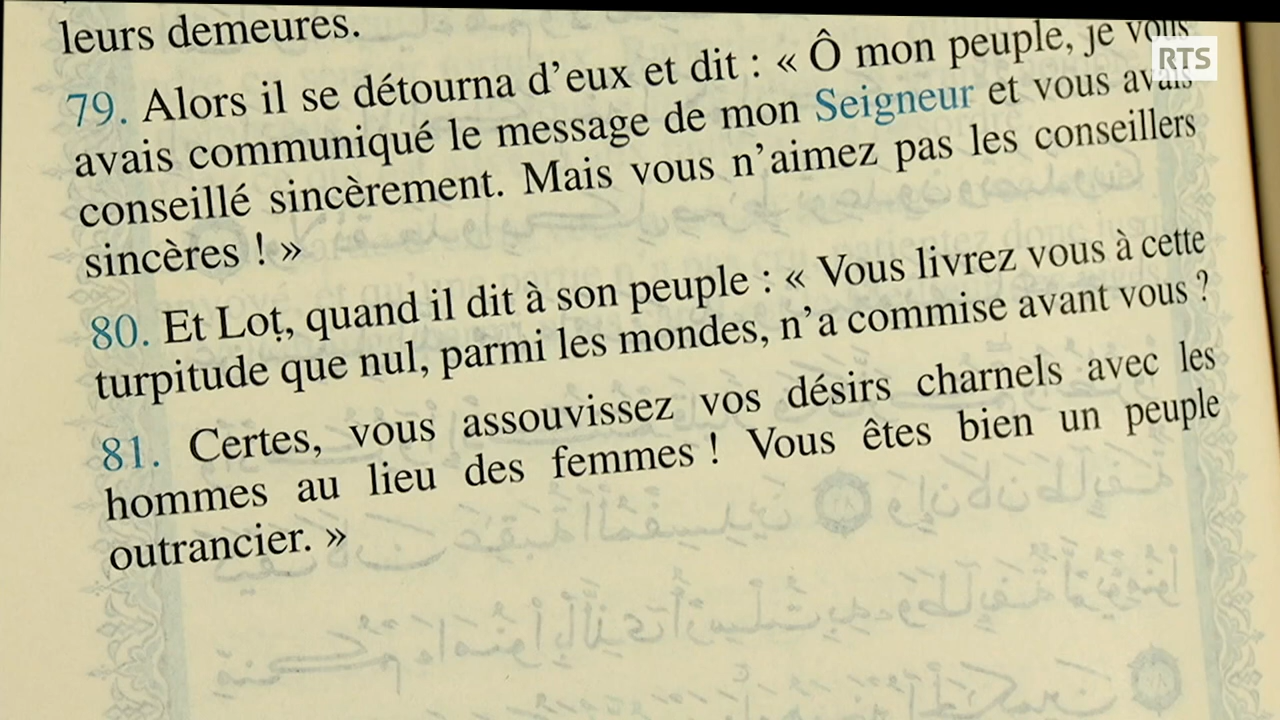 leurs demeures.
79. Alors il se détourna d’eux et dit : « Ô mon peuple, je vous
avais communiqué le message de mon Seigneur et vous avais
conseillé sincèrement. Mais vous n’aimez pas les conseillers
sincères ! »
80. Et Loṭ, quand il dit à son peuple : « Vous livrez vous à cette
turpitude que nul, parmi les mondes, n’a commise avant vous ?
81. Certes, vous assouvissez vos désirs charnels avec les
hommes au lieu des femmes ! Vous êtes bien un peuple
outrancier. »
RTS